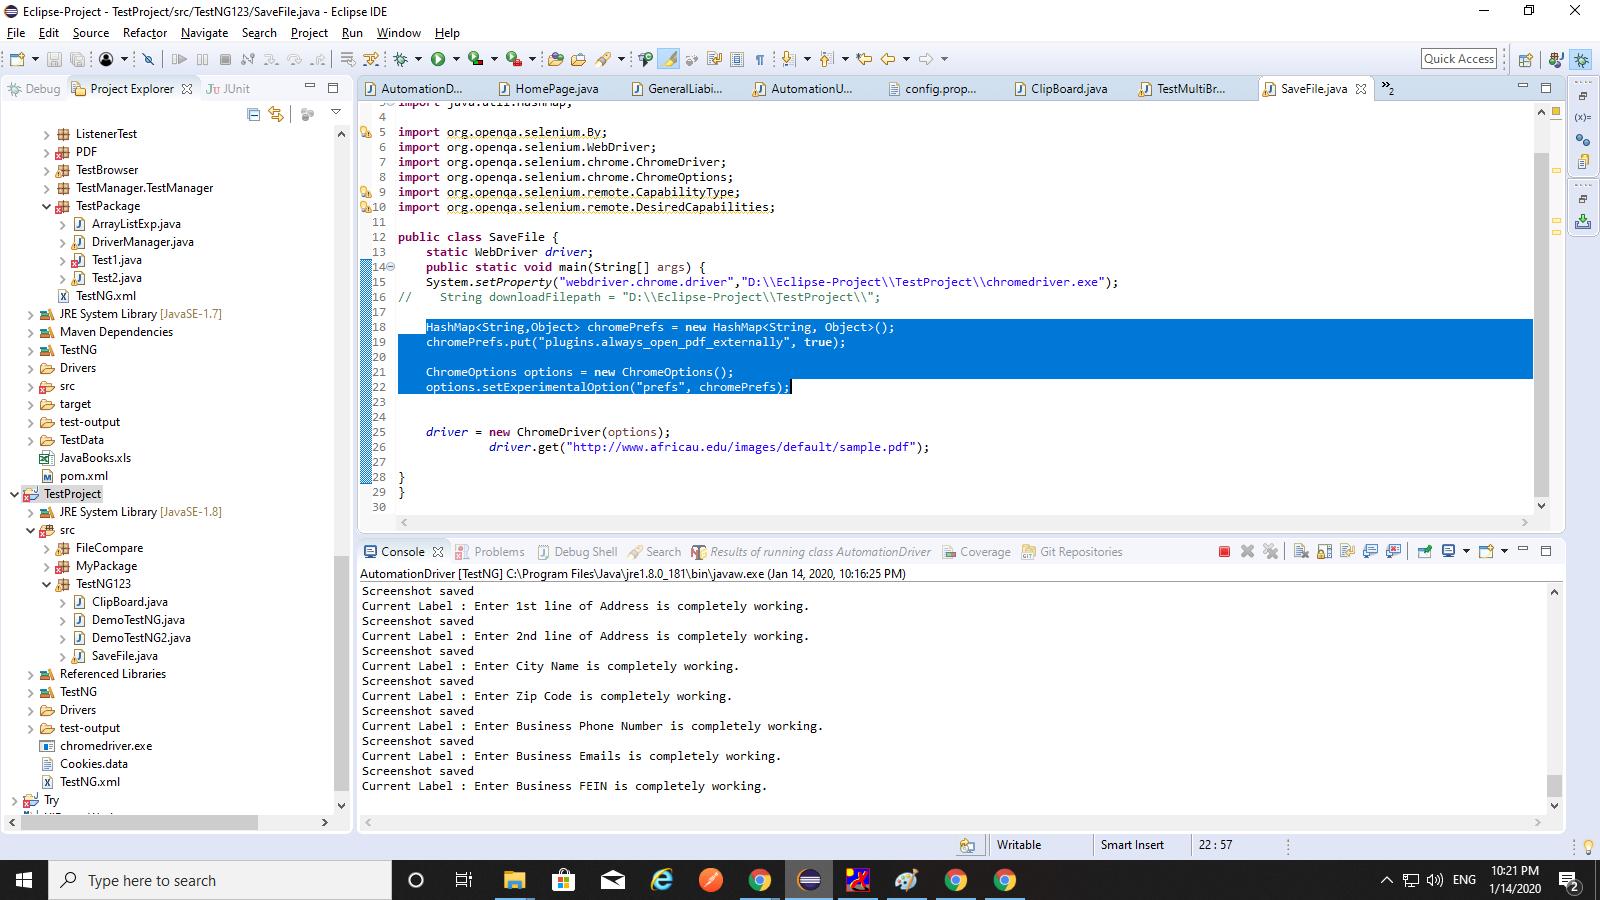 Eclipse-Project - TestProject/src/TestNG123/SaveFile.java - Eclipse IDE
File Edit Source Refactor Navigate Search Project Run Window Help
Quick Access
Debug Project Explorer JUnit
ListenerTest
PDF
TestBrowser
TestManager.TestManager
TestPackage
ArrayListExp.java
DriverManager.java
Test1.java
Test2.java
TestNG.xml
JRE System Library [JavaSE-1.7]
Maven Dependencies
TestNG
Drivers
src
target
test-output
TestData
JavaBooks.xls
pom.xml
TestProject
JRE System Library [JavaSE-1.8]
src
FileCompare
MyPackage
TestNG123
ClipBoard.java
DemoTestNG.java
DemoTestNG2.java
SaveFile.java
Referenced Libraries
TestNG
Drivers
test-output
chromedriver.exe
Cookies.data
TestNG.xml
Try
AutomationD... HomePage.java GeneralLiabi... AutomationU... config.prop... ClipBoard.java TestMultiBr... SaveFile.java »2
3 import java.util.HashMap;
4
5 import org.openqa.selenium.By;
6 import org.openqa.selenium.WebDriver;
7 import org.openqa.selenium.chrome.ChromeDriver;
8 import org.openqa.selenium.chrome.ChromeOptions;
9 import org.openqa.selenium.remote.CapabilityType;
10 import org.openqa.selenium.remote.DesiredCapabilities;
11
12 public class SaveFile {
13 static WebDriver driver;
14 public static void main(String[] args) {
15 System.setProperty("webdriver.chrome.driver","D:\\Eclipse-Project\\TestProject\\chromedriver.exe");
16 // String downloadFilepath = "D:\\Eclipse-Project\\TestProject\\";
17
18 HashMap<String,Object> chromePrefs = new HashMap<String, Object>();
19 chromePrefs.put("plugins.always_open_pdf_externally", true);
20
21 ChromeOptions options = new ChromeOptions();
22 options.setExperimentalOption("prefs", chromePrefs);
23
24
25 driver = new ChromeDriver(options);
26 driver.get("http://www.africau.edu/images/default/sample.pdf");
27
28 }
29 }
30
Console Problems Debug Shell Search Results of running class AutomationDriver Coverage Git Repositories
AutomationDriver [TestNG] C:\Program Files\Java\jre1.8.0_181\bin\javaw.exe (Jan 14, 2020, 10:16:25 PM)
Screenshot saved
Current Label : Enter 1st line of Address is completely working.
Screenshot saved
Current Label : Enter 2nd line of Address is completely working.
Screenshot saved
Current Label : Enter City Name is completely working.
Screenshot saved
Current Label : Enter Zip Code is completely working.
Screenshot saved
Current Label : Enter Business Phone Number is completely working.
Screenshot saved
Current Label : Enter Business Emails is completely working.
Screenshot saved
Current Label : Enter Business FEIN is completely working.
Writable Smart Insert 22 : 57
Type here to search
ENG 10:21 PM
1/14/2020
2